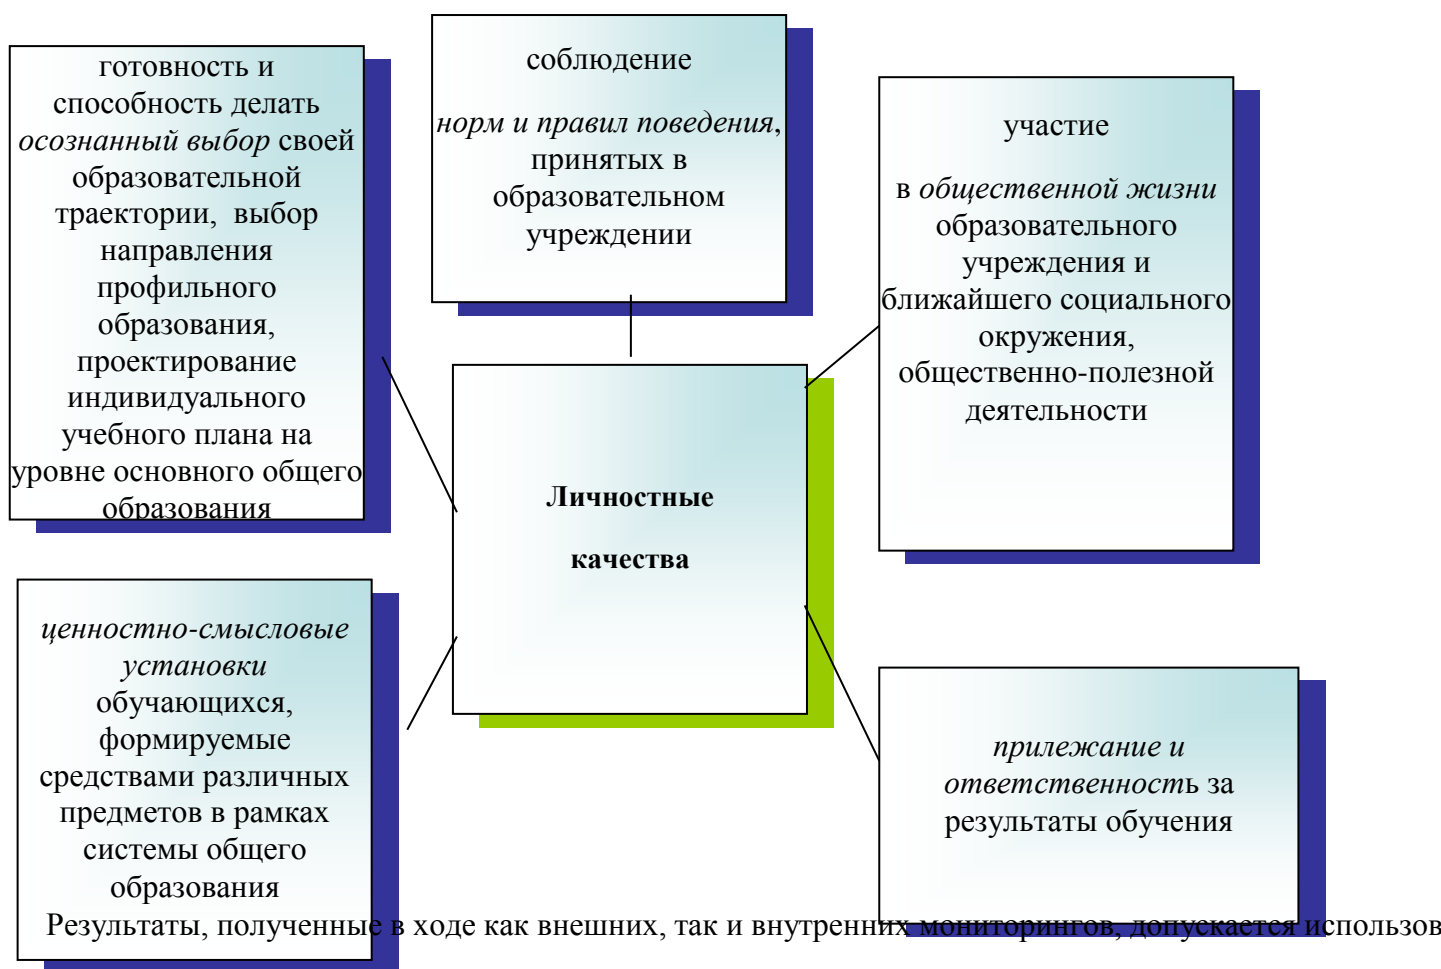 готовность и
способность делать
осознанный выбор своей
образовательной
траектории, выбор
направления
профильного
образования,
проектирование
индивидуального
учебного плана на
уровне основного общего
образования
соблюдение
норм и правил поведения,
принятых в
образовательном
учреждении
участие
в общественной жизни
образовательного
учреждения и
ближайшего социального
окружения,
общественно-полезной
деятельности
Личностные
качества
ценностно-смысловые
установки
обучающихся,
формируемые
средствами различных
предметов в рамках
системы общего
образования
прилежание и
ответственность за
результаты обучения
Результаты, полученные в ходе как внешних, так и внутренних мониторингов, допускается использов